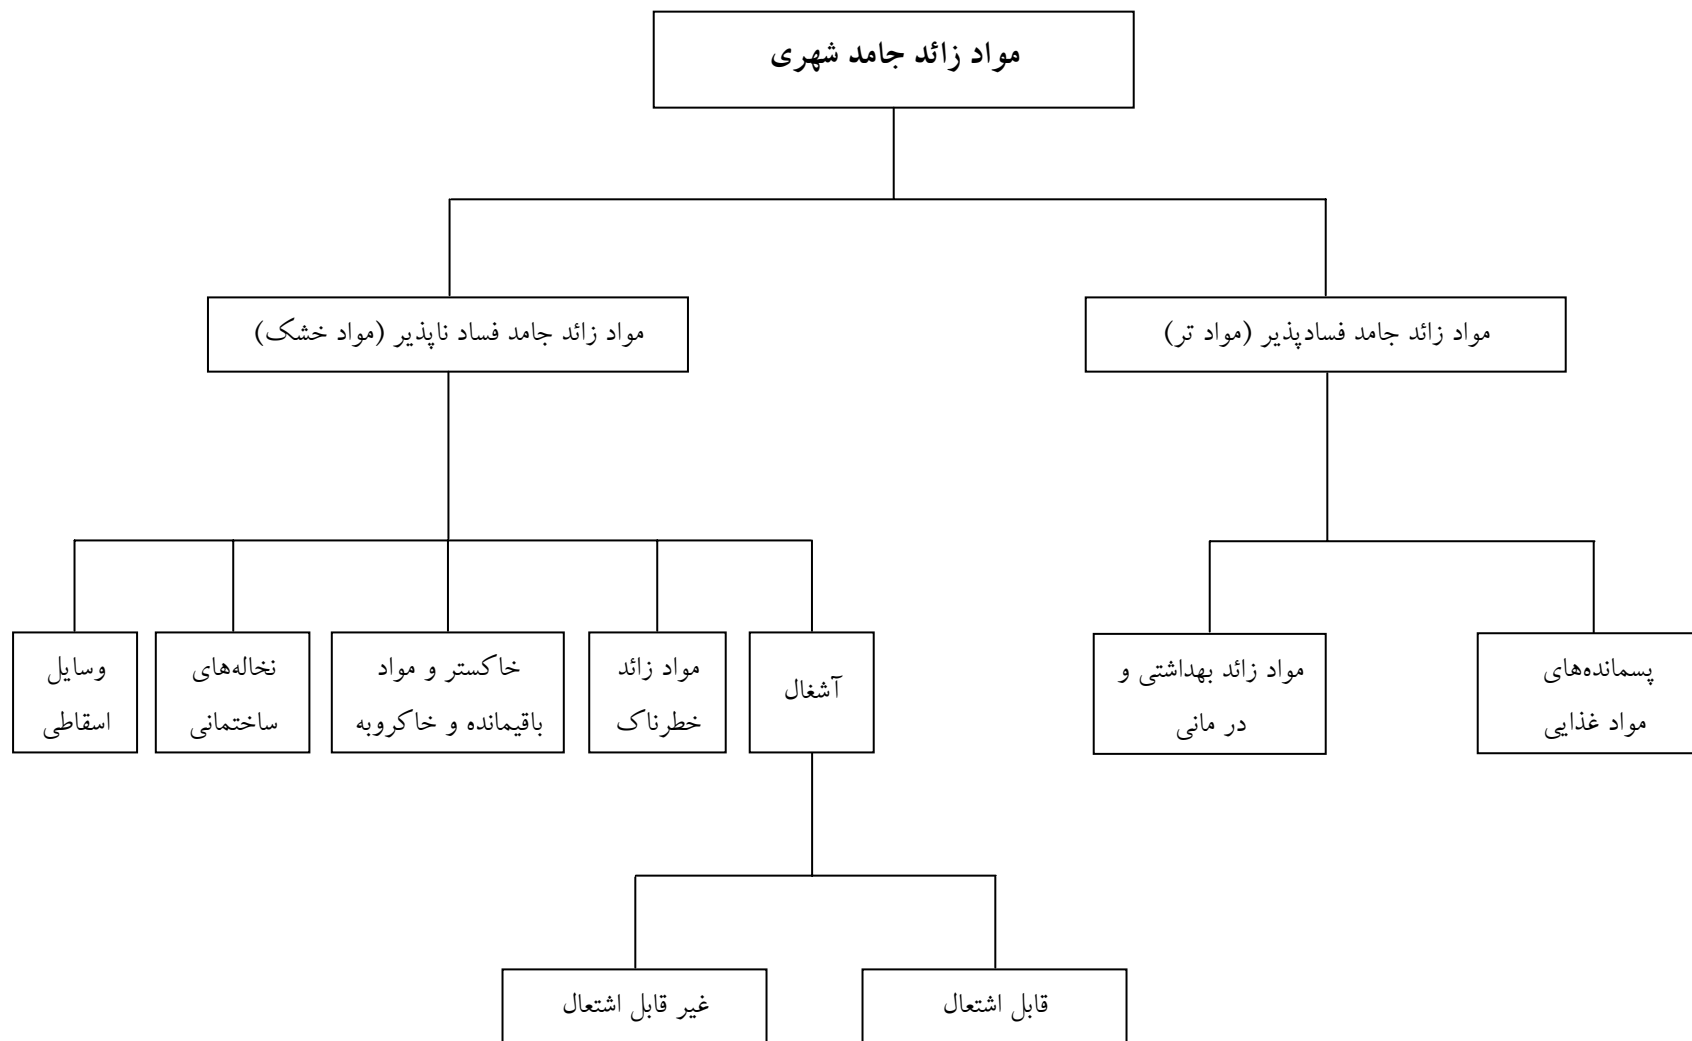 مواد زائد جامد شهری
مواد زائد جامد فسادپذیر (مواد تر)
مواد زائد جامد فساد ناپذیر (مواد خشک)
پسمانده‌های
مواد غذایی
مواد زائد بهداشتی و
در مانی
آشغال
مواد زائد
خطرناک
خاکستر و مواد
باقیمانده و خاکروبه
نخاله‌های
ساختمانی
وسایل
اسقاطی
قابل اشتعال
غیر قابل اشتعال